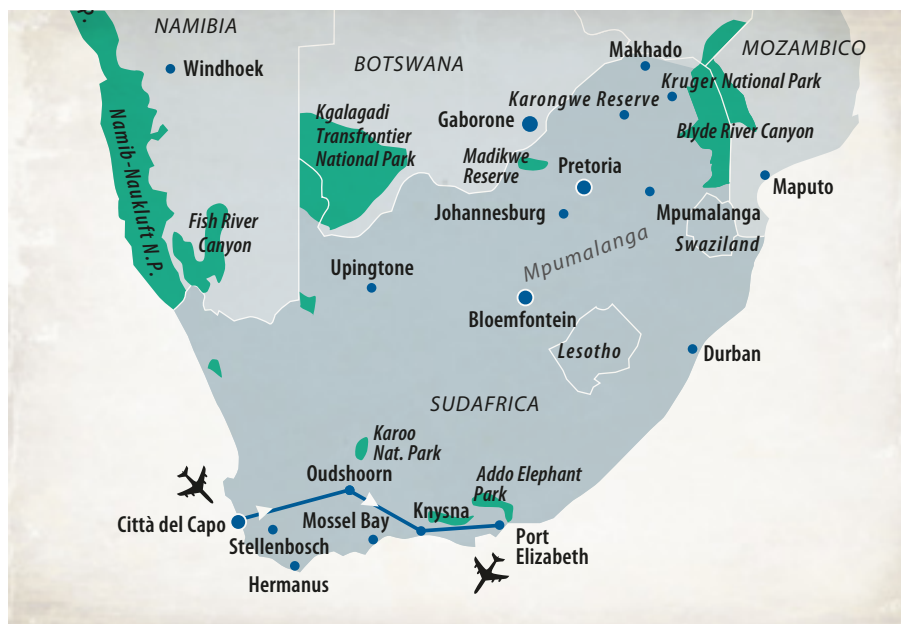 NAMIBIA
Windhoek
BOTSWANA
Makhado
MOZAMBICO
Kruger National Park
Karongwe Reserve
Kgalagadi
Transfrontier
National Park
Gaborone
Blyde River Canyon
Madikwe
Reserve
Pretoria
Namib-Naukluft N.P.
Maputo
Johannesburg
Mpumalanga
Fish River
Canyon
Swaziland
Mpumalanga
Upingtone
Bloemfontein
Lesotho
Durban
SUDAFRICA
Karoo
Nat. Park
Oudshoorn
Addo Elephant
Park
Knysna
Città del Capo
Mossel Bay
Stellenbosch
Port
Elizabeth
Hermanus